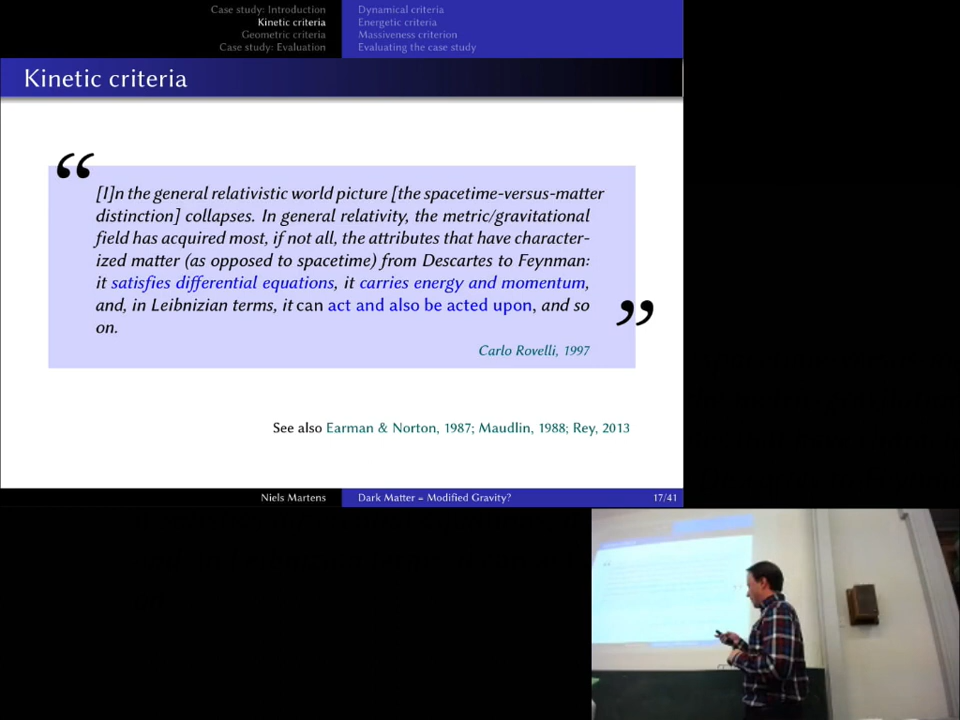 Case study: Introduction
Kinetic criteria
Geometric criteria
Case study: Evaluation
Dynamical criteria
Energetic criteria
Massiveness criterion
Evaluating the case study
Kinetic criteria
“
[I]n the general relativistic world picture [the spacetime-versus-matter
distinction] collapses. In general relativity, the metric/gravitational
field has acquired most, if not all, the attributes that have character-
ized matter (as opposed to spacetime) from Descartes to Feynman:
it satisfies differential equations, it carries energy and momentum,
and, in Leibnizian terms, it can act and also be acted upon, and so
on.
”
Carlo Rovelli, 1997
See also Earman & Norton, 1987; Maudlin, 1988; Rey, 2013
Niels Martens
Dark Matter = Modified Gravity?
17/41